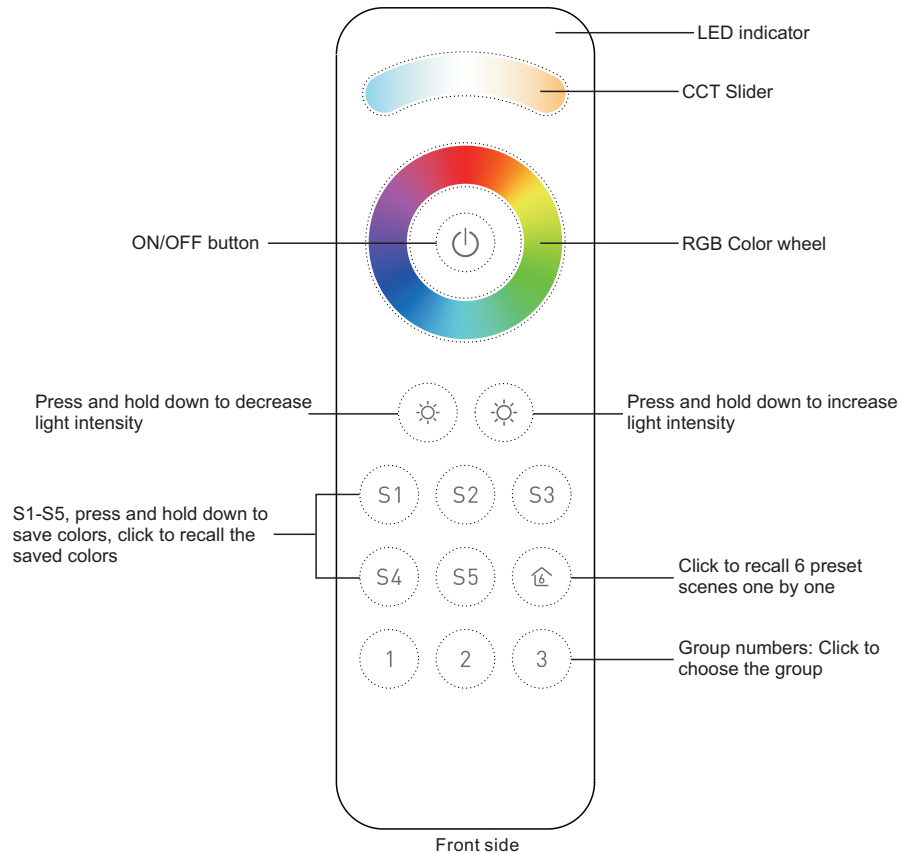 LED indicator
CCT Slider
ON/OFF button
RGB Color wheel
Press and hold down to decrease
light intensity
Press and hold down to increase
light intensity
S1 S2 S3
S1-S5, press and hold down to
save colors, click to recall the
saved colors
S4 S5 6
Click to recall 6 preset
scenes one by one
1 2 3
Group numbers: Click to
choose the group
Front side